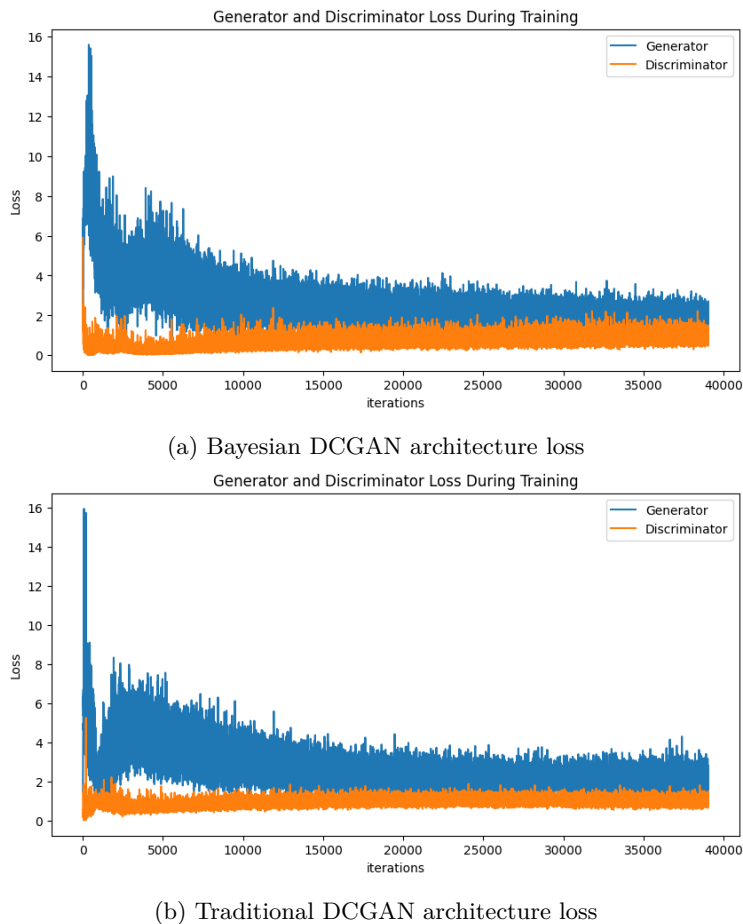 Generator and Discriminator Loss During Training
16
14
12
10
8
6
4
2
0
Loss
Generator
Discriminator
0 5000 10000 15000 20000 25000 30000 35000 40000
iterations
(a) Bayesian DCGAN architecture loss
Generator and Discriminator Loss During Training
16
14
12
10
8
6
4
2
0
Loss
Generator
Discriminator
0 5000 10000 15000 20000 25000 30000 35000 40000
iterations
(b) Traditional DCGAN architecture loss